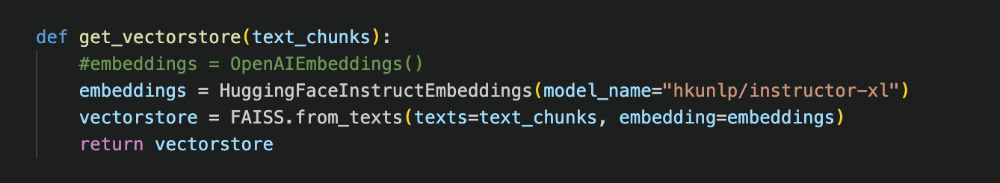 def get_vectorstore(text_chunks):
    #embeddings = OpenAIEmbeddings()
    embeddings = HuggingFaceInstructEmbeddings(model_name="hkunlp/instructor-xl")
    vectorstore = FAISS.from_texts(texts=text_chunks, embedding=embeddings)
    return vectorstore